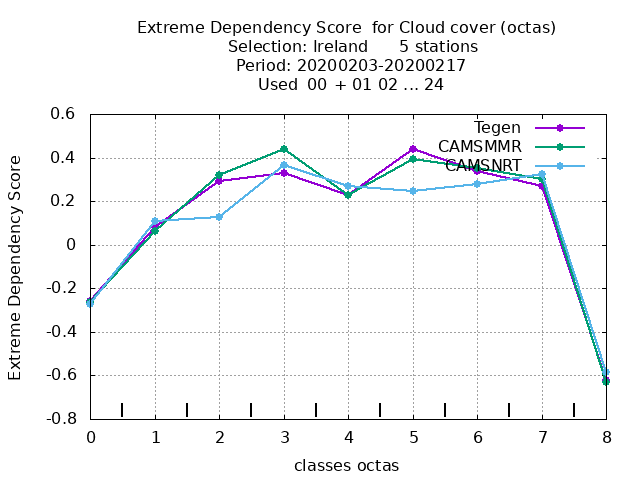 Extreme Dependency Score  for Cloud cover (octas)
Selection: Ireland      5 stations
Period: 20200203-20200217
Used  00  + 01 02 ... 24
Extreme Dependency Score
0.6
0.4
0.2
0
-0.2
-0.4
-0.6
-0.8
Tegen
CAMSMMR
CAMSNRT
0 1 2 3 4 5 6 7 8
classes octas